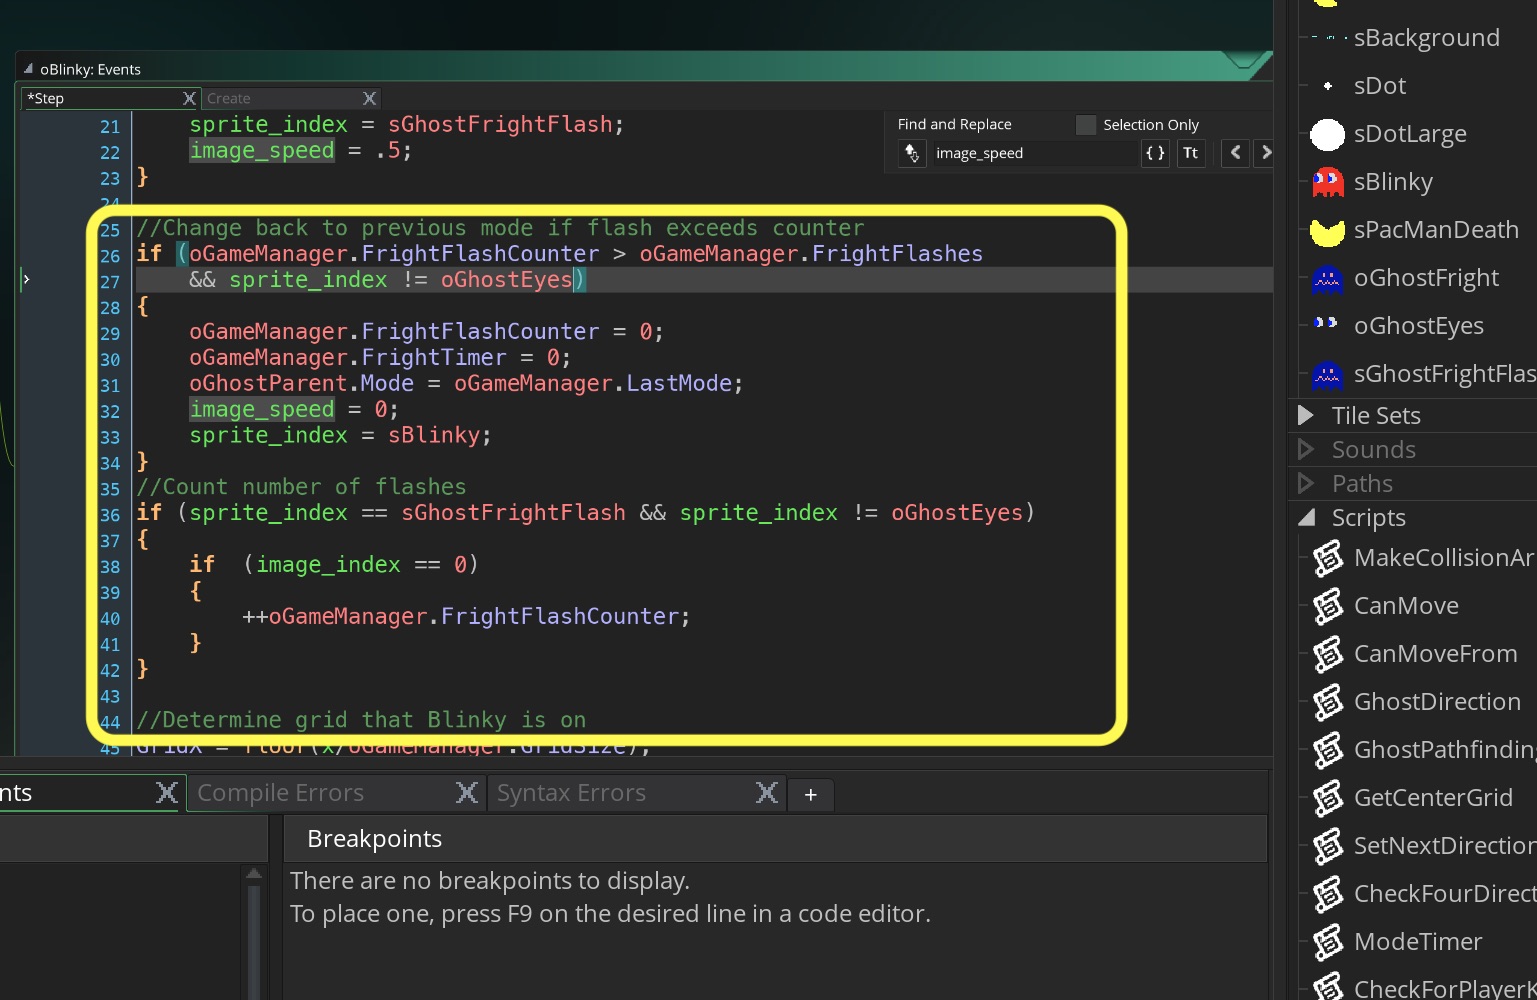 sBackground
oBlinky: Events
sDot
*Step
Create
21 sprite_index = sGhostFrightFlash;
Find and Replace
Selection Only
sDotLarge
22 image_speed = .5;
image_speed
{ }
Tt
23 }
sBlinky
24
25 //Change back to previous mode if flash exceeds counter
sPacManDeath
26 if (oGameManager.FrightFlashCounter > oGameManager.FrightFlashes
27 && sprite_index != oGhostEyes)
oGhostFright
28 {
oGhostEyes
29 oGameManager.FrightFlashCounter = 0;
30 oGameManager.FrightTimer = 0;
sGhostFrightFlas
31 oGhostParent.Mode = oGameManager.LastMode;
32 image_speed = 0;
Tile Sets
33 sprite_index = sBlinky;
Sounds
34 }
Paths
35 //Count number of flashes
36 if (sprite_index == sGhostFrightFlash && sprite_index != oGhostEyes)
Scripts
37 {
38 if (image_index == 0)
MakeCollisionAr
39 {
CanMove
40 ++oGameManager.FrightFlashCounter;
41 }
CanMoveFrom
42 }
43
GhostDirection
44 //Determine grid that Blinky is on
45 GridX = floor(x/oGameManager.GridSize);
GhostPathfinding
nts
Compile Errors
Syntax Errors
+
GetCenterGrid
Breakpoints
SetNextDirection
There are no breakpoints to display.
CheckFourDirect
To place one, press F9 on the desired line in a code editor.
ModeTimer
CheckForPlayerK